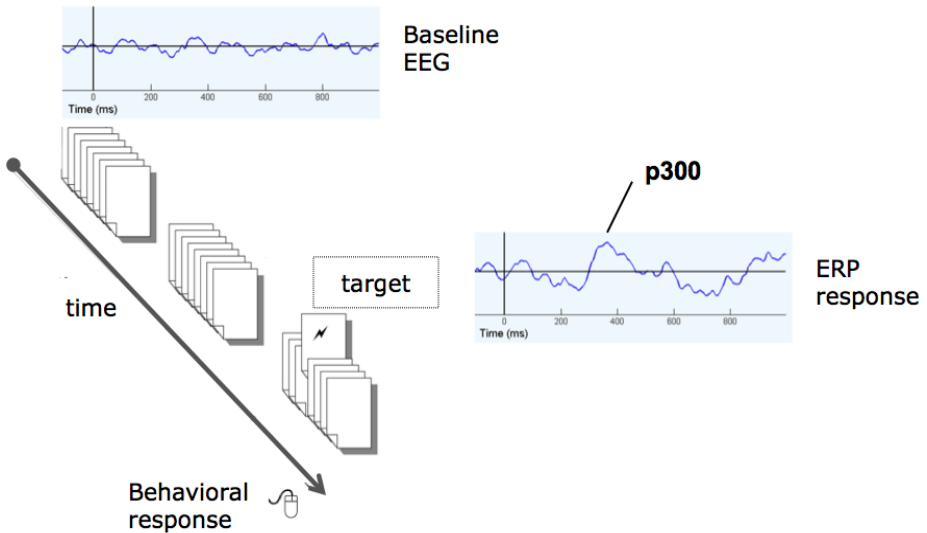 Baseline
EEG
0 200 400 600 800
Time (ms)
p300
target
ERP
response
0 200 400 600 800
Time (ms)
time
Behavioral
response